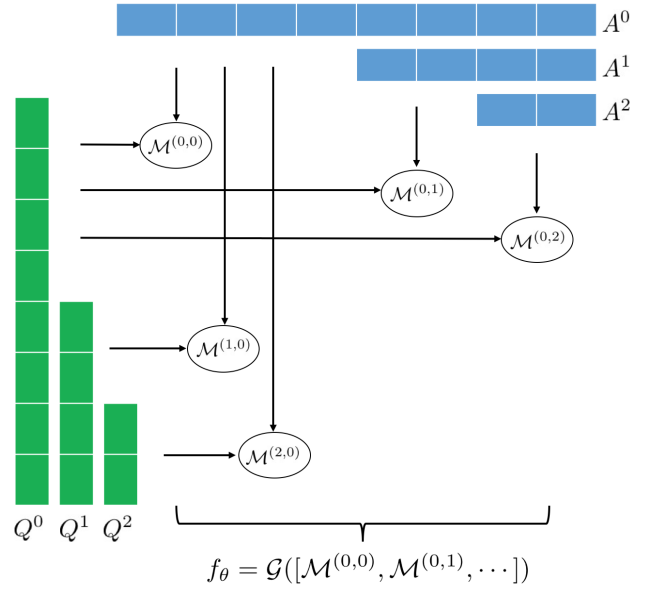 A^0
A^1
A^2
M^(0,0)
M^(0,1)
M^(0,2)
M^(1,0)
M^(2,0)
Q^0 Q^1 Q^2
f_θ = G([M^(0,0), M^(0,1), ⋯])